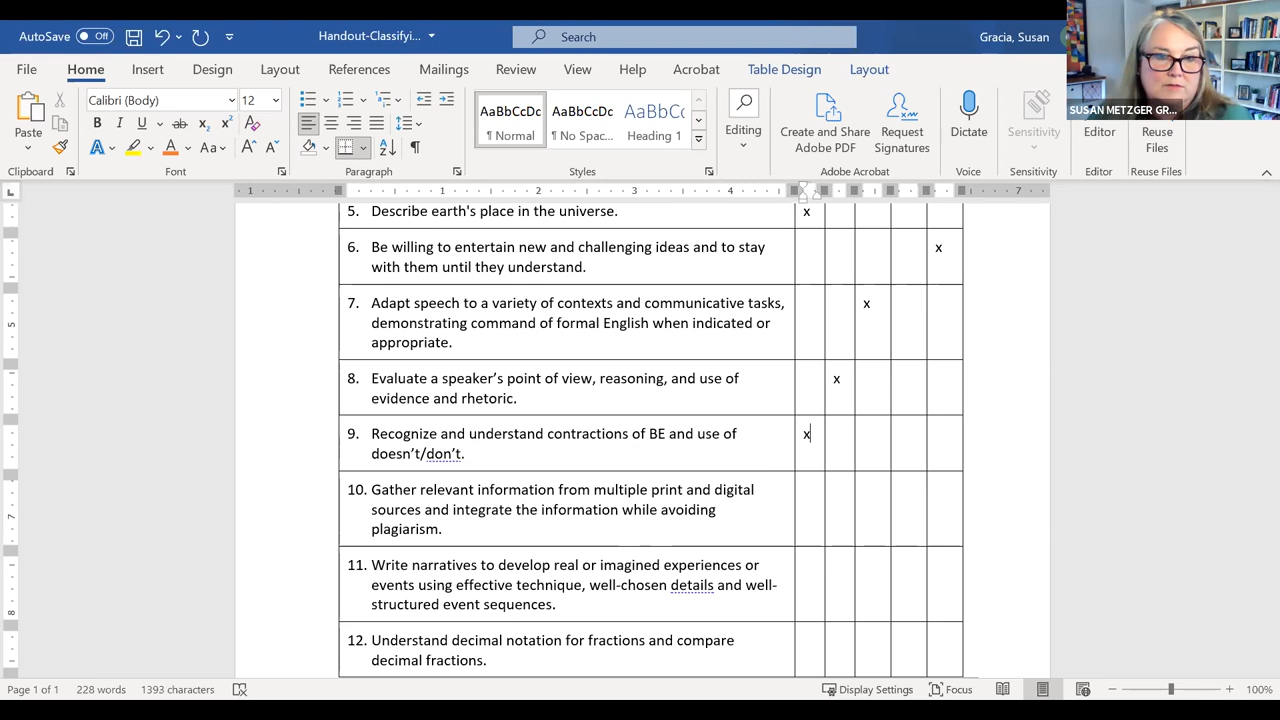 AutoSave Off
Handout-Classifyi...
Search
Gracia, Susan
SUSAN METZGER GR...
File Home Insert Design Layout References Mailings Review View Help Acrobat Table Design Layout
Paste
Calibri (Body) 12
AaBbCcDc AaBbCcDc AaBbCc
¶ Normal ¶ No Spac... Heading 1
Editing
Create and Share Adobe PDF
Request Signatures
Dictate
Sensitivity
Editor
Reuse Files
Clipboard Font Paragraph Styles Adobe Acrobat Voice Sensitivity Editor Reuse Files
1 1 2 3 4 7
5. Describe earth's place in the universe. x
6. Be willing to entertain new and challenging ideas and to stay x
with them until they understand.
7. Adapt speech to a variety of contexts and communicative tasks, x
demonstrating command of formal English when indicated or
appropriate.
8. Evaluate a speaker’s point of view, reasoning, and use of x
evidence and rhetoric.
9. Recognize and understand contractions of BE and use of x
doesn’t/don’t.
10. Gather relevant information from multiple print and digital
sources and integrate the information while avoiding
plagiarism.
11. Write narratives to develop real or imagined experiences or
events using effective technique, well-chosen details and well-
structured event sequences.
12. Understand decimal notation for fractions and compare
decimal fractions.
Page 1 of 1 228 words 1393 characters Display Settings Focus 100%